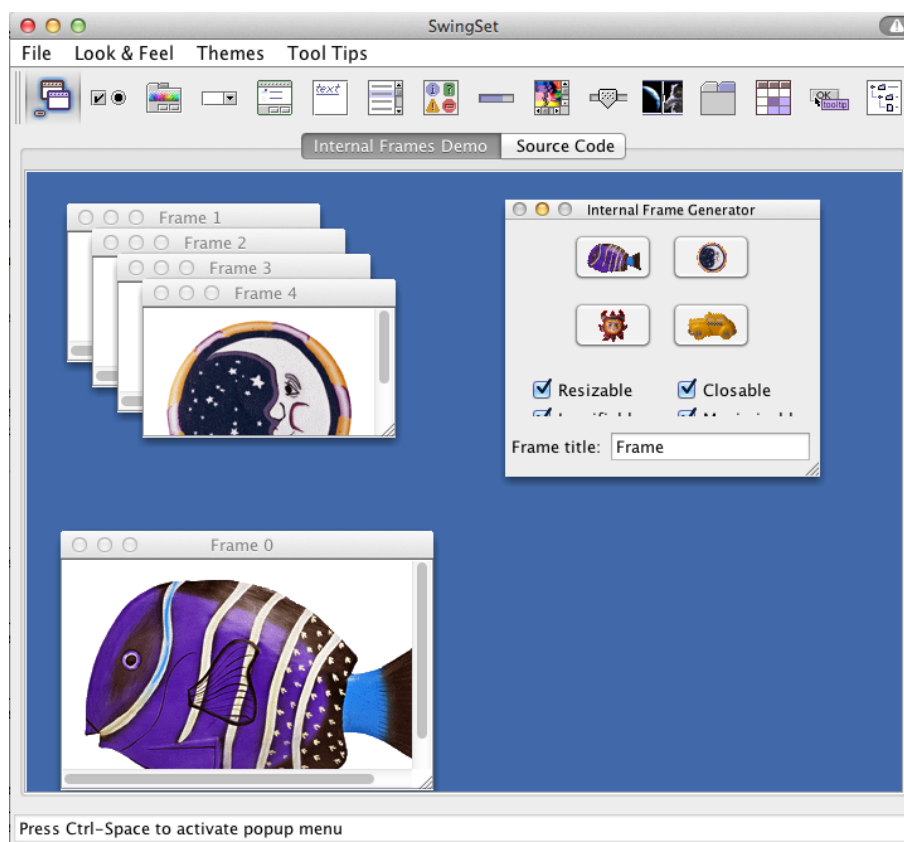 SwingSet
File Look & Feel Themes Tool Tips
text
OK
tooltip
Internal Frames Demo Source Code
Frame 1
Frame 2
Frame 3
Frame 4
Internal Frame Generator
Resizable Closable
Frame title: Frame
Frame 0
Press Ctrl-Space to activate popup menu